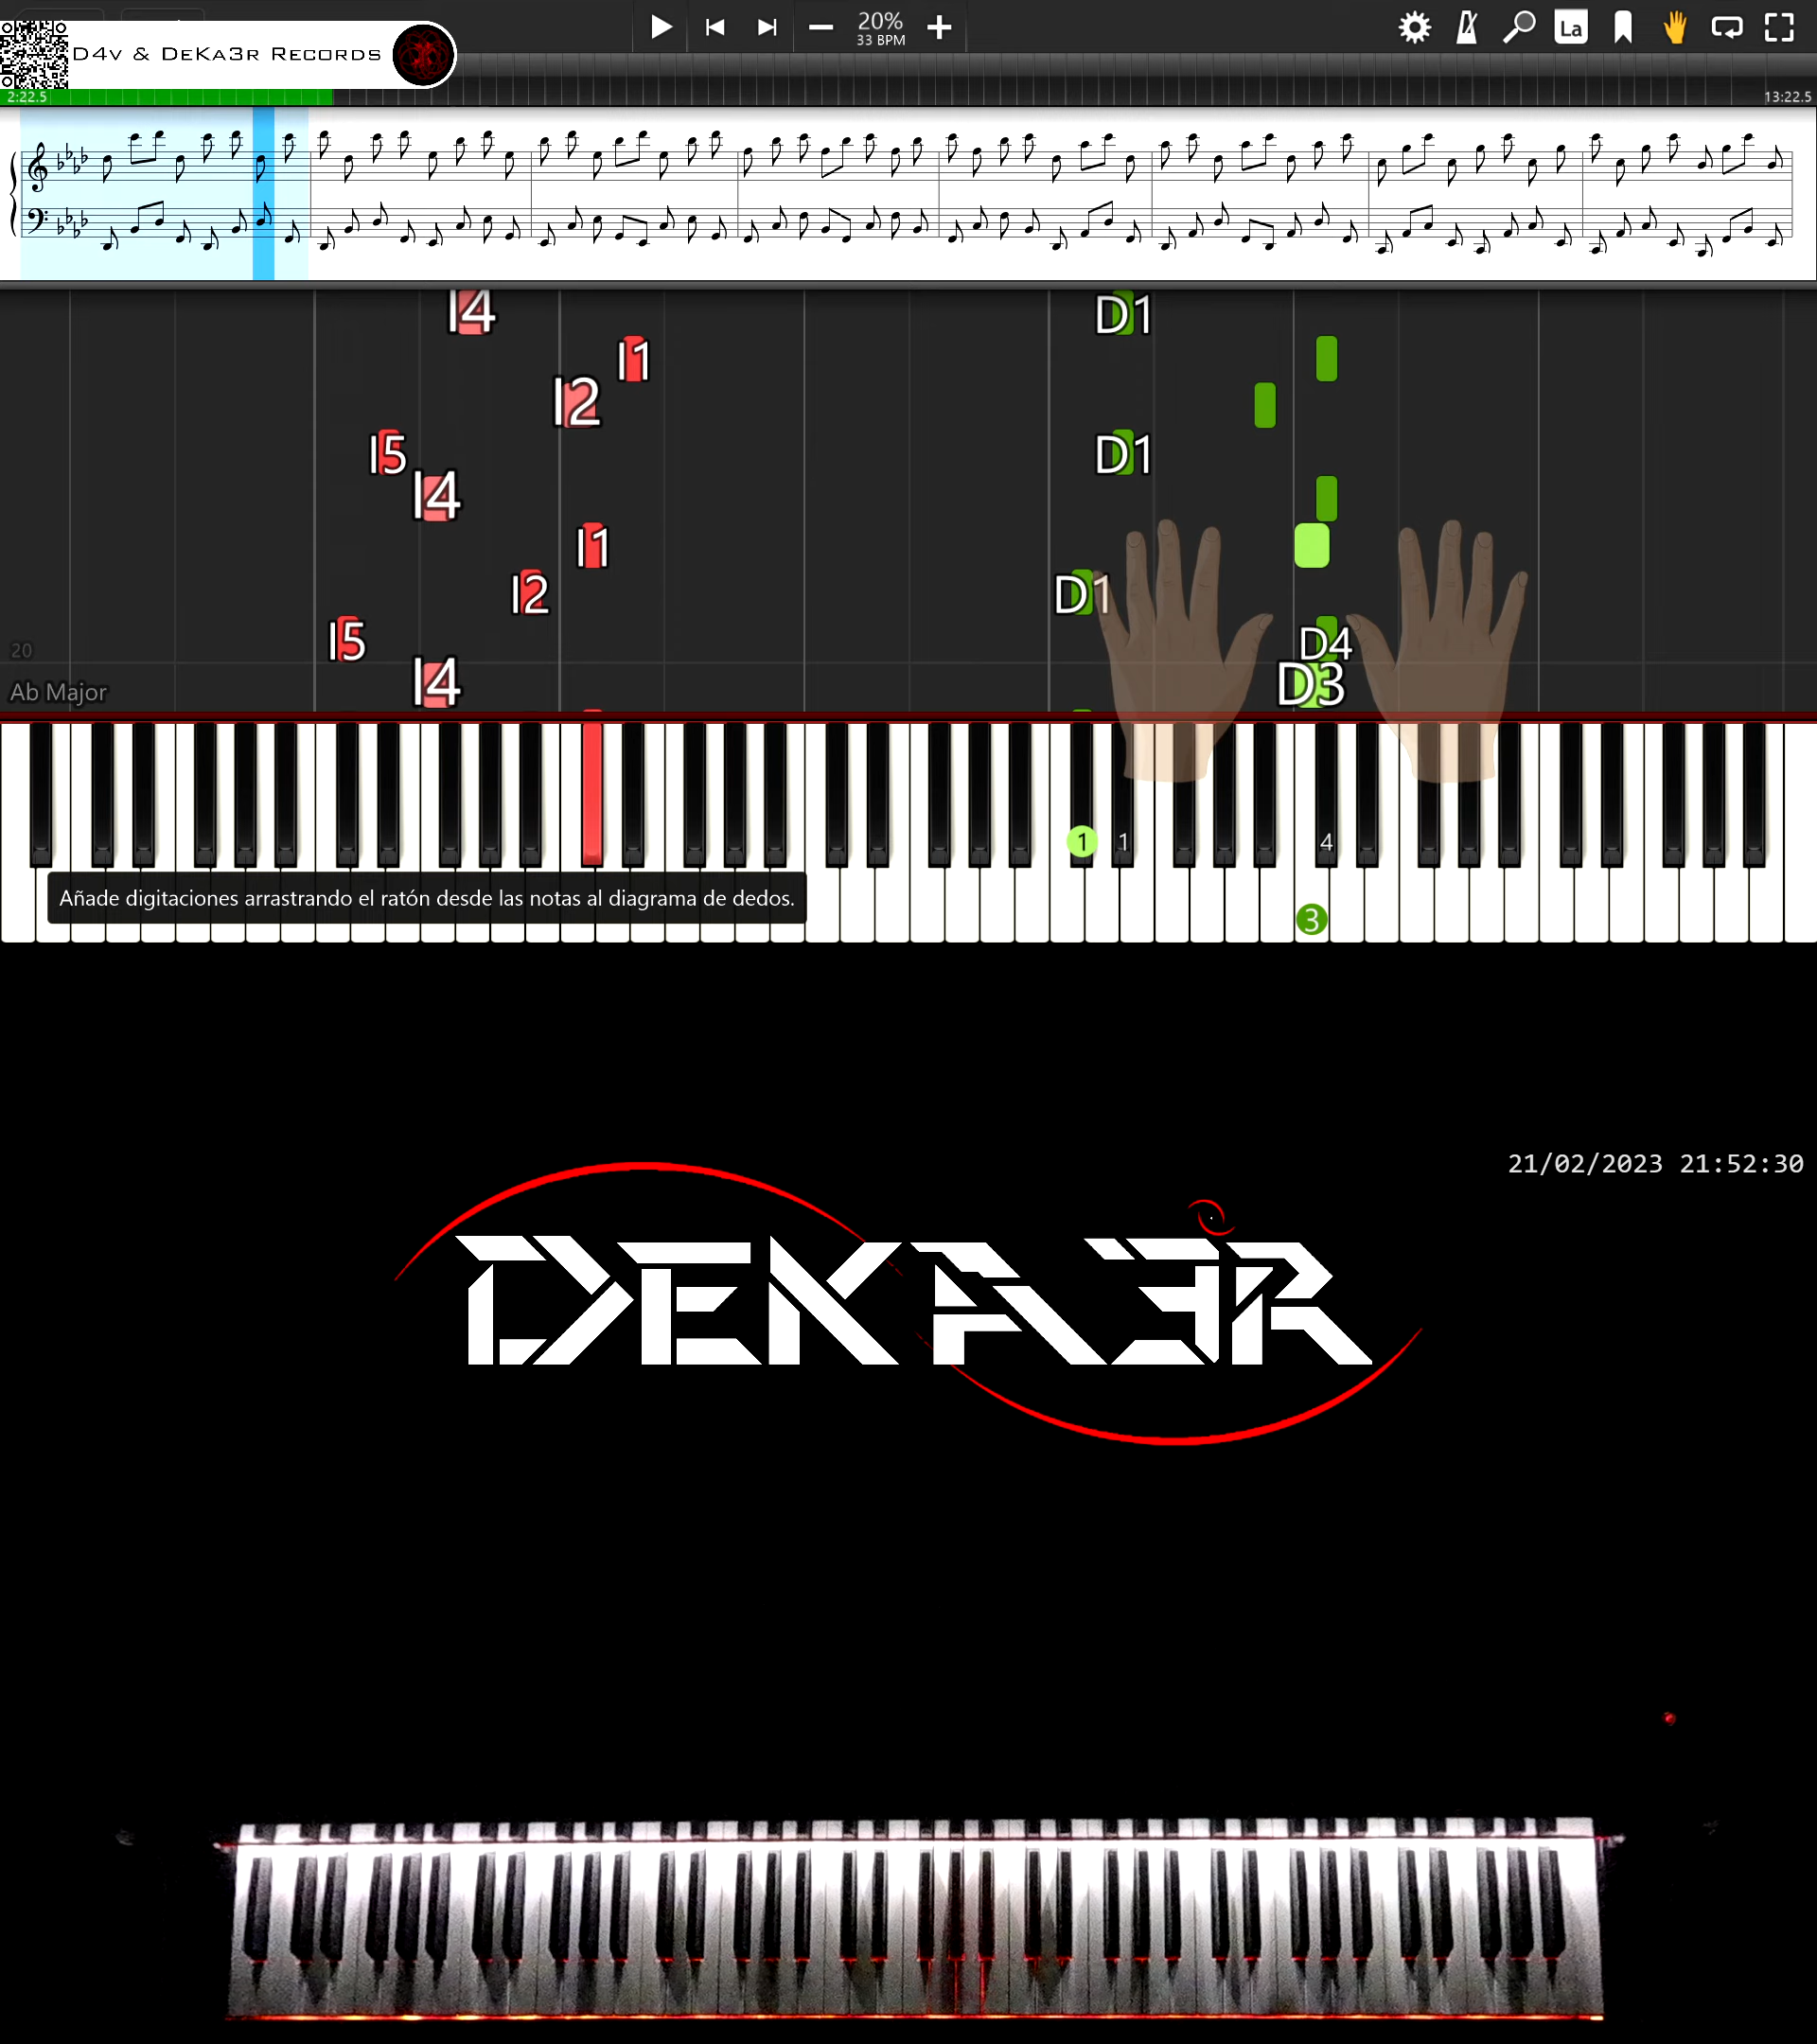 20%
33 BPM
La
D4v & DeKa3r Records
2:22.5
13:22.5
I4
D1
I1
I2
I5
D1
I4
I1
I2
D1
I5
D4
20
I4
D3
Ab Major
1
1
4
Añade digitaciones arrastrando el ratón desde las notas al diagrama de dedos.
3
21/02/2023 21:52:30
DEKA3R